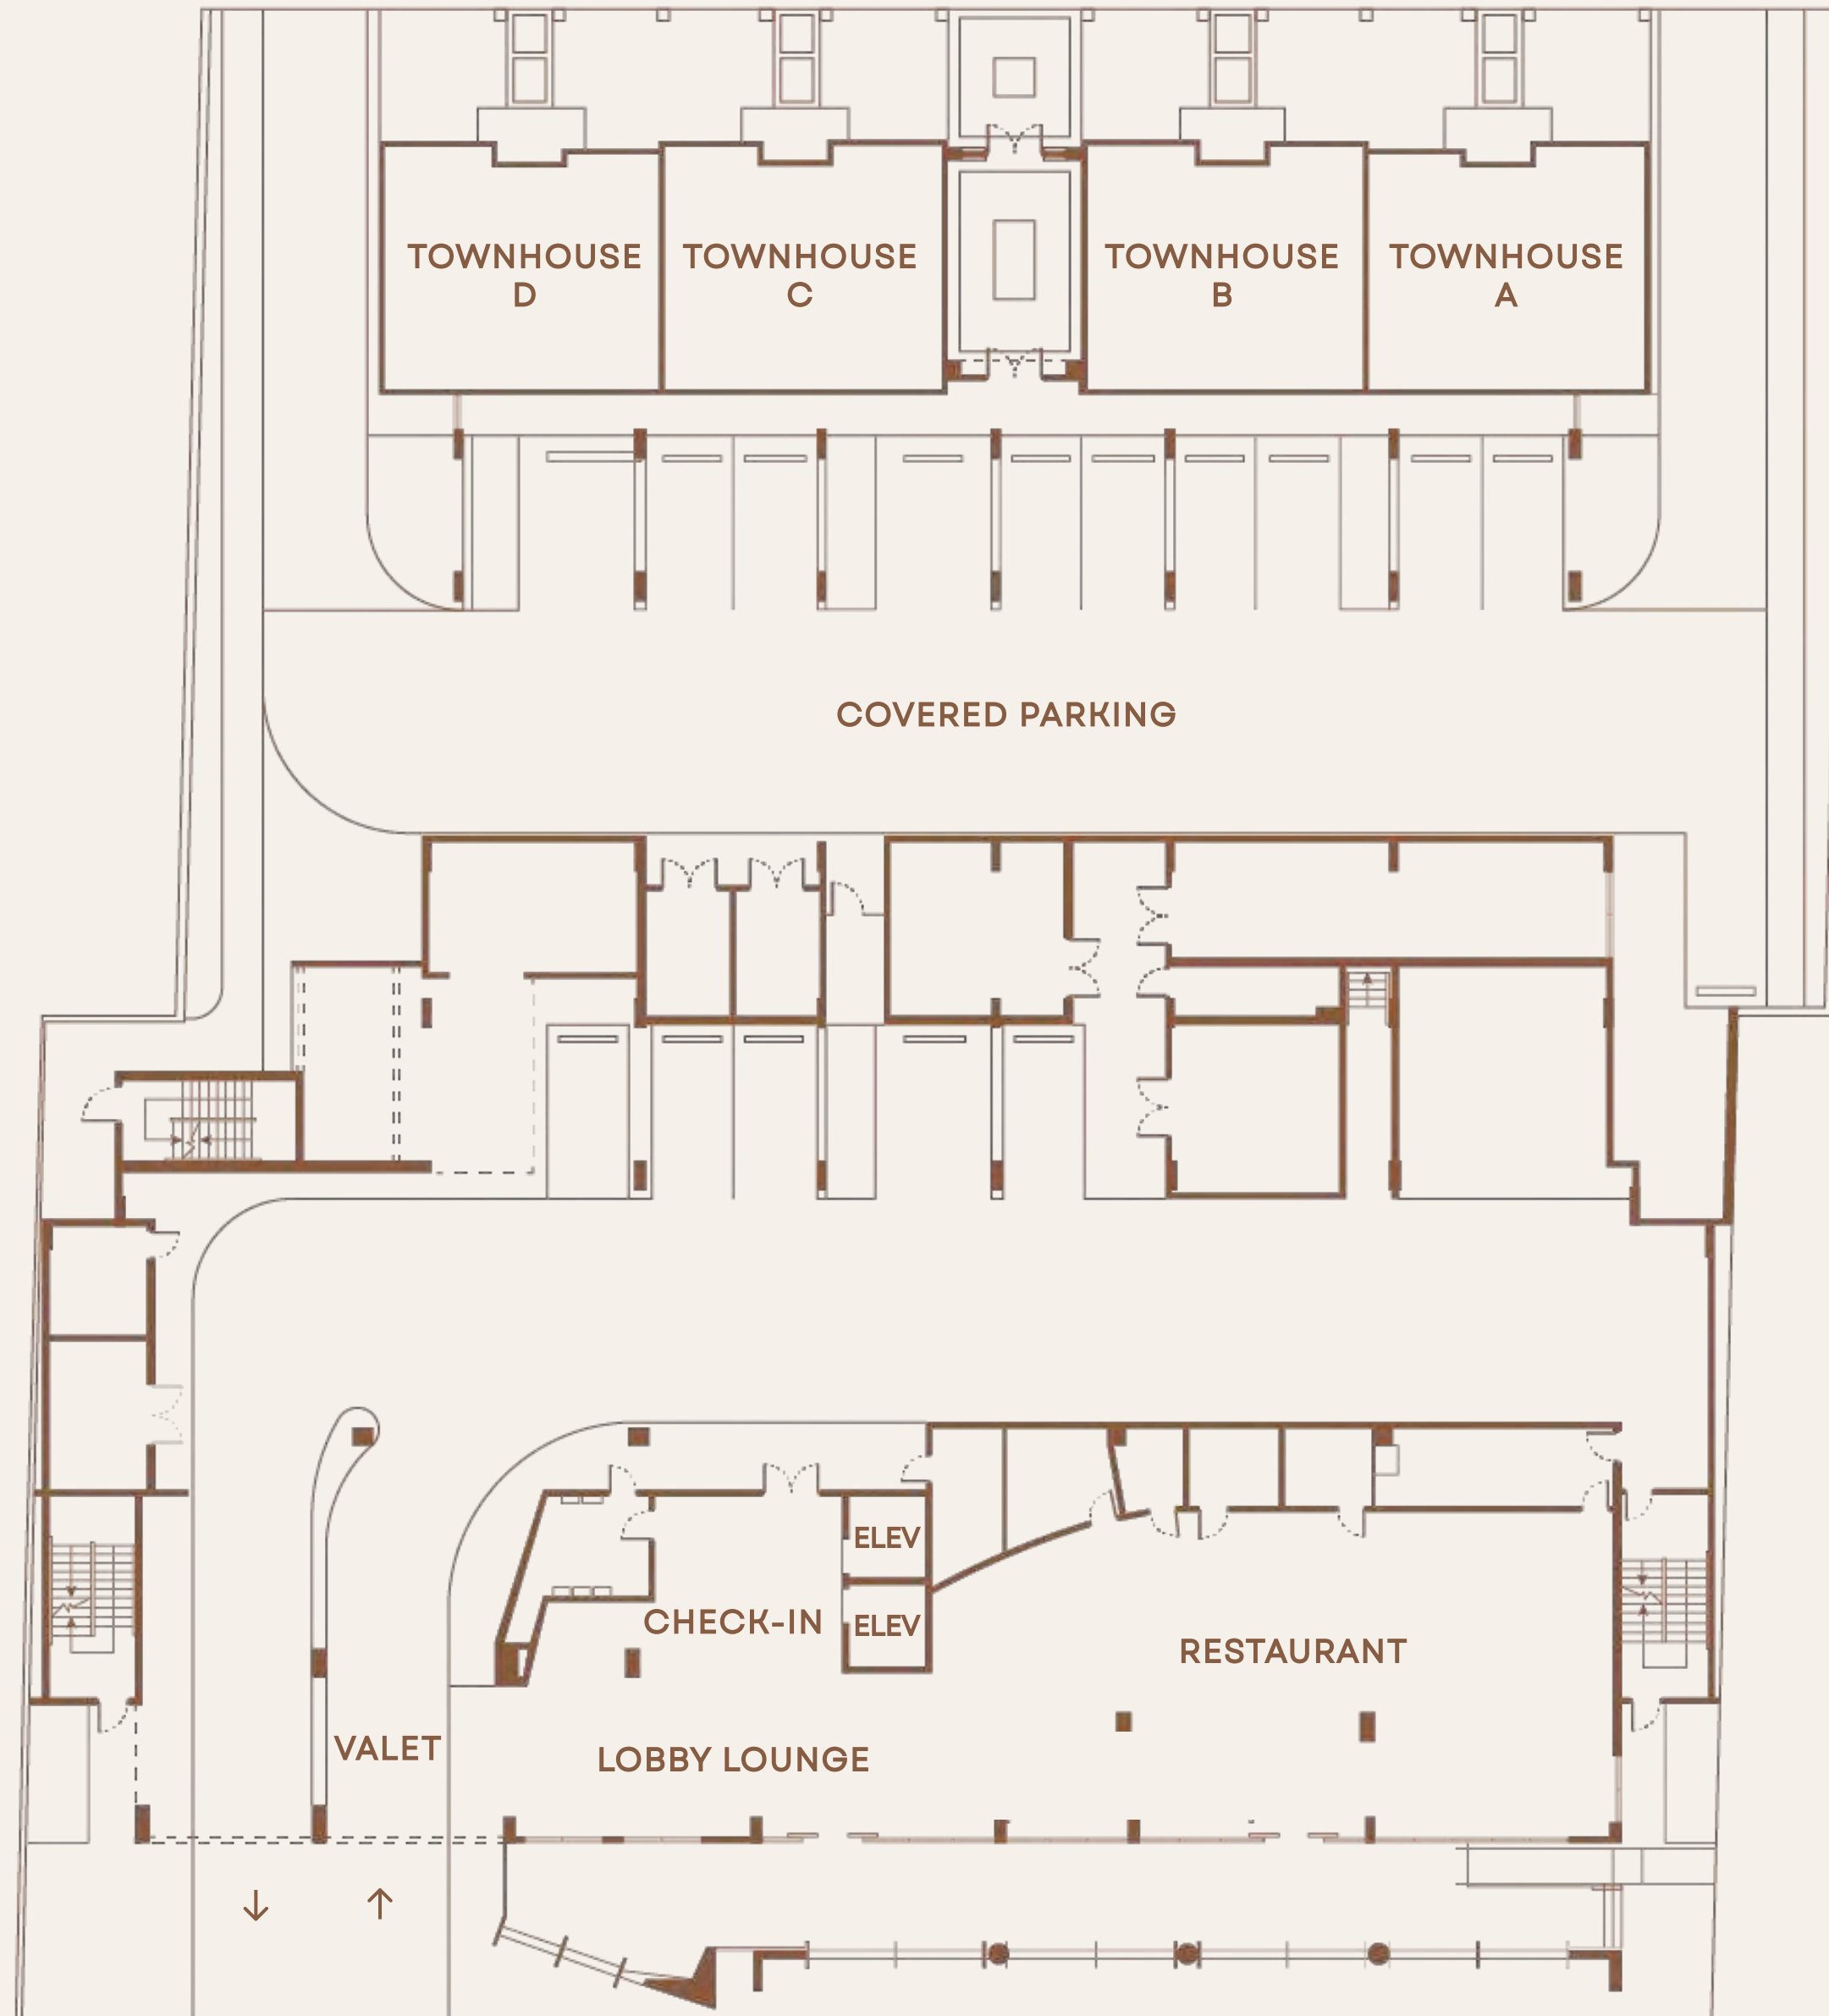 TOWNHOUSE
D
TOWNHOUSE
C
TOWNHOUSE
B
TOWNHOUSE
A
COVERED PARKING
ELEV
CHECK-IN
ELEV
RESTAURANT
VALET
LOBBY LOUNGE